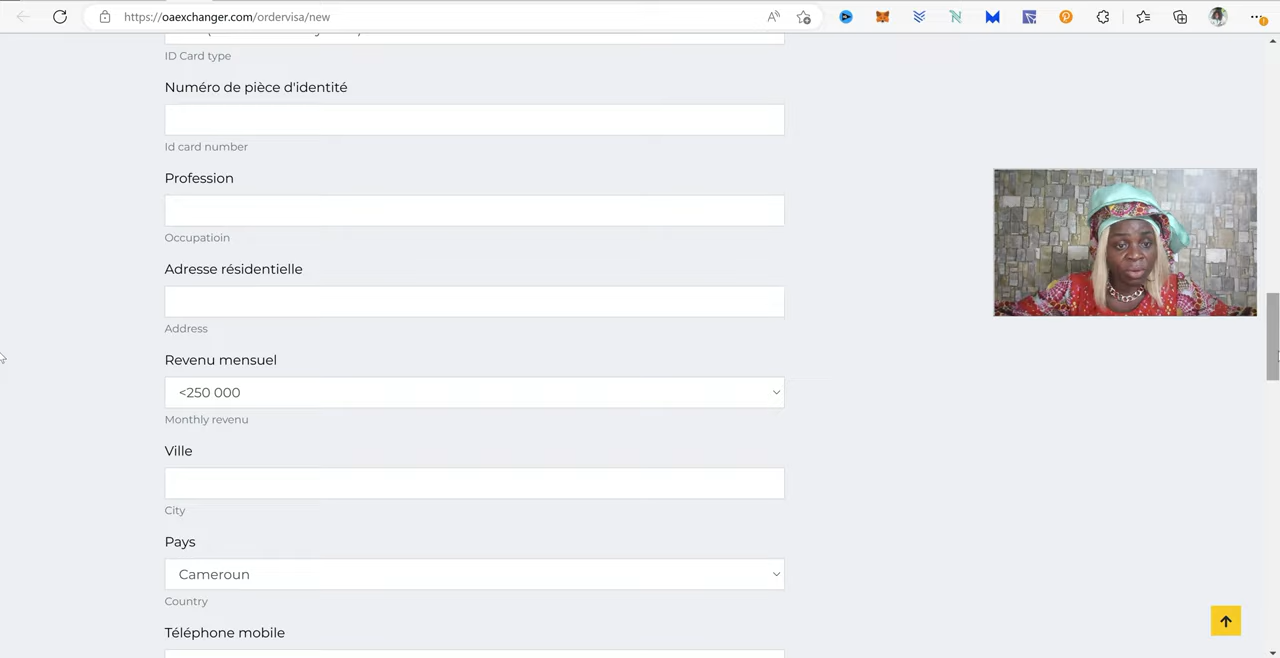 https://oaexchanger.com/ordervisa/new
ID Card type
Numéro de pièce d'identité
Id card number
Profession
Occupatioin
Adresse résidentielle
Address
Revenu mensuel
<250 000
Monthly revenu
Ville
City
Pays
Cameroun
Country
Téléphone mobile